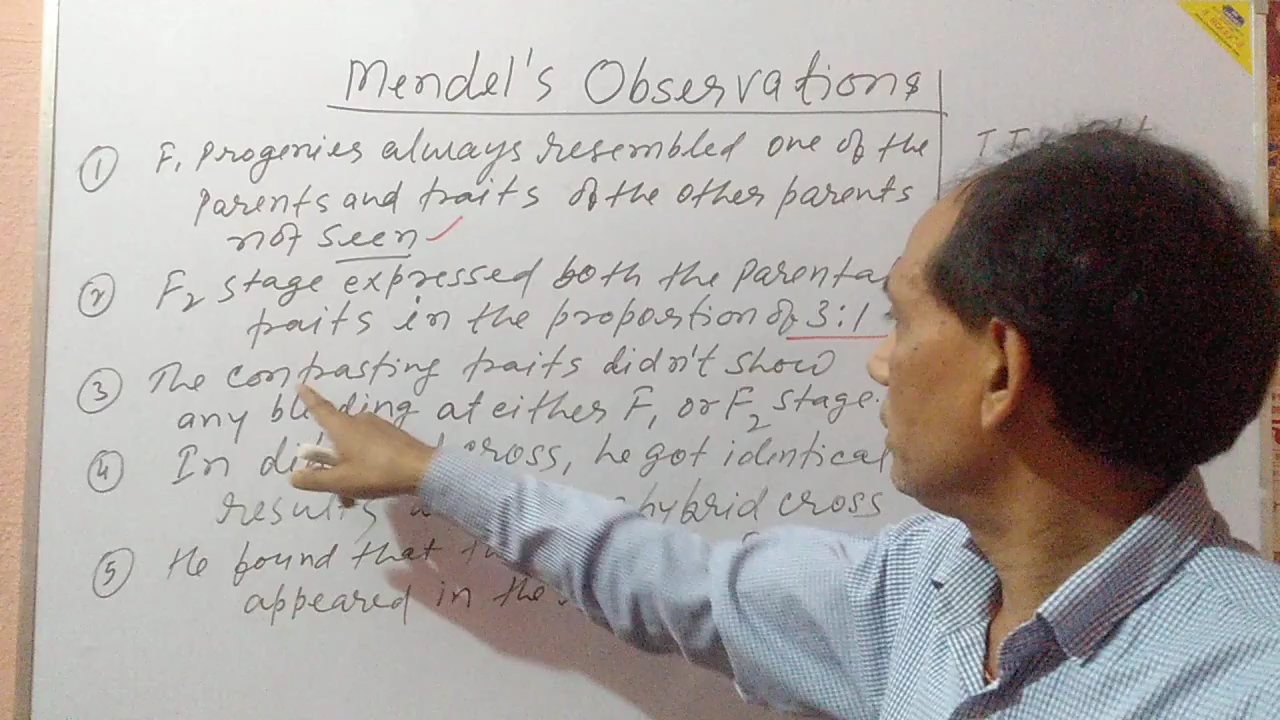 Mendel's Observations
① F₁ Progenies always resembled one of the
Parents and traits of the other parents
not seen
② F₂ stage expressed both the
traits in the proportion of 3:1
③ The contrasting traits didn't show
any blending at either F₁ or F₂ stage.
④ In cross, he got identical
results hybrid cross
⑤ He found that
appeared in the